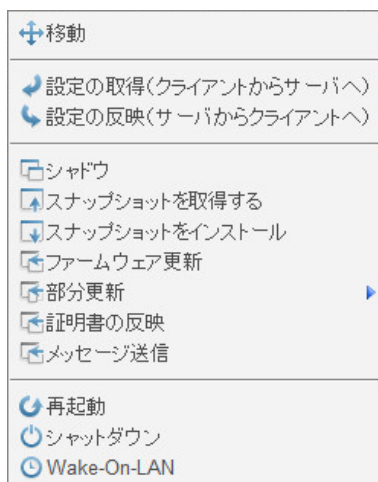 移動
設定の取得(クライアントからサーバへ)
設定の反映(サーバからクライアントへ)
シャドウ
スナップショットを取得する
スナップショットをインストール
ファームウェア更新
部分更新
証明書の反映
メッセージ送信
再起動
シャットダウン
Wake-On-LAN